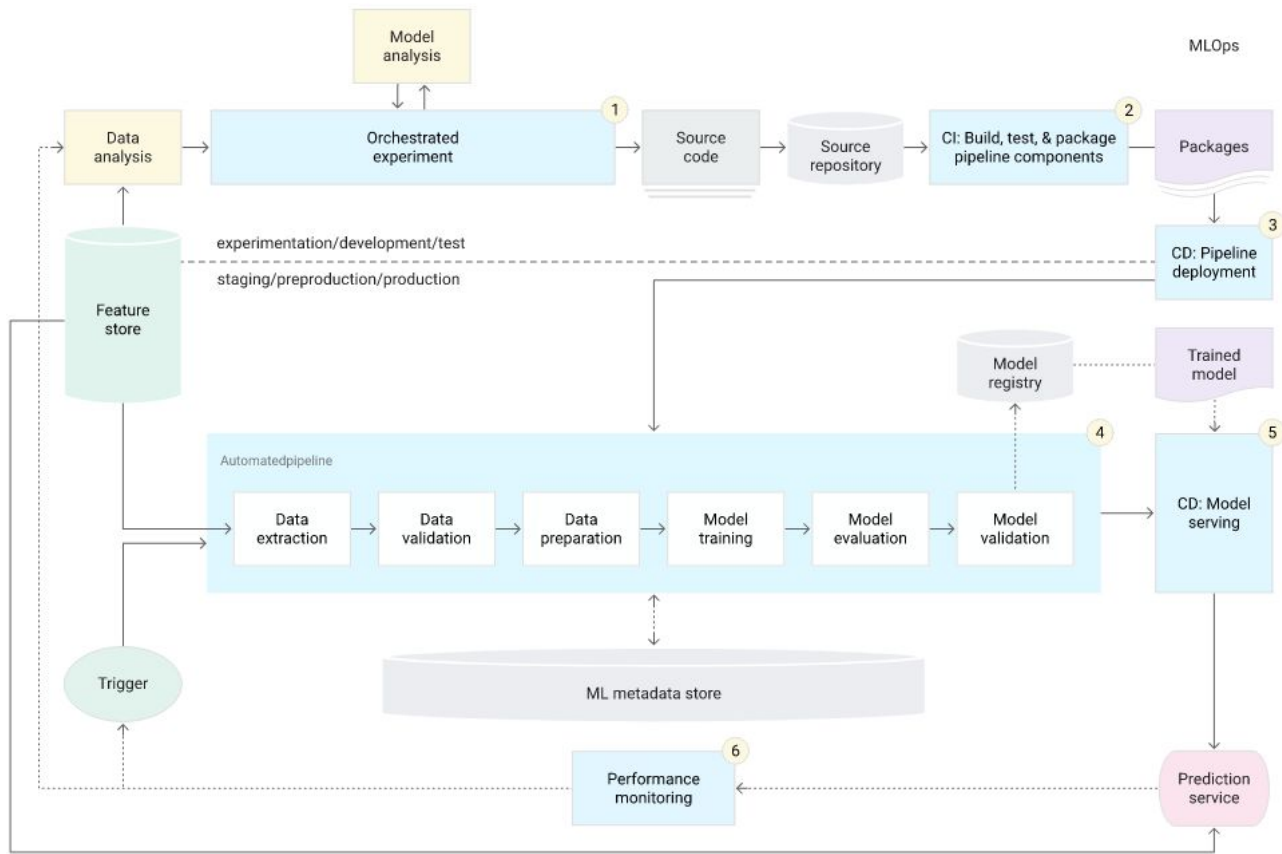 Model
analysis
MLOps
1
2
Data
analysis
Orchestrated
experiment
Source
code
Source
repository
CI: Build, test, & package
pipeline components
Packages
3
experimentation/development/test
staging/preproduction/production
CD: Pipeline
deployment
Feature
store
Model
registry
Trained
model
4
5
Automatedpipeline
Data
extraction
Data
validation
Data
preparation
Model
training
Model
evaluation
Model
validation
CD: Model
serving
Trigger
ML metadata store
6
Performance
monitoring
Prediction
service